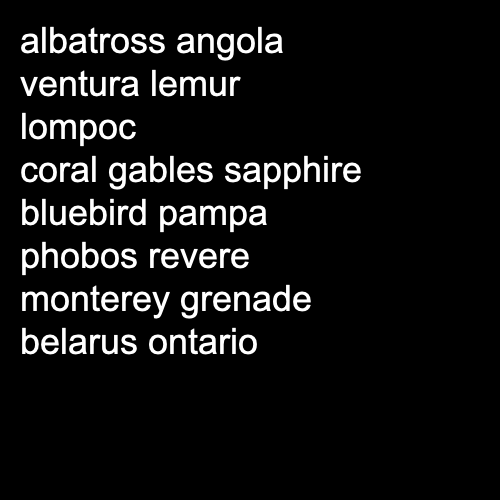 albatross angola
ventura lemur
lompoc
coral gables sapphire
bluebird pampa
phobos revere
monterey grenade
belarus ontario